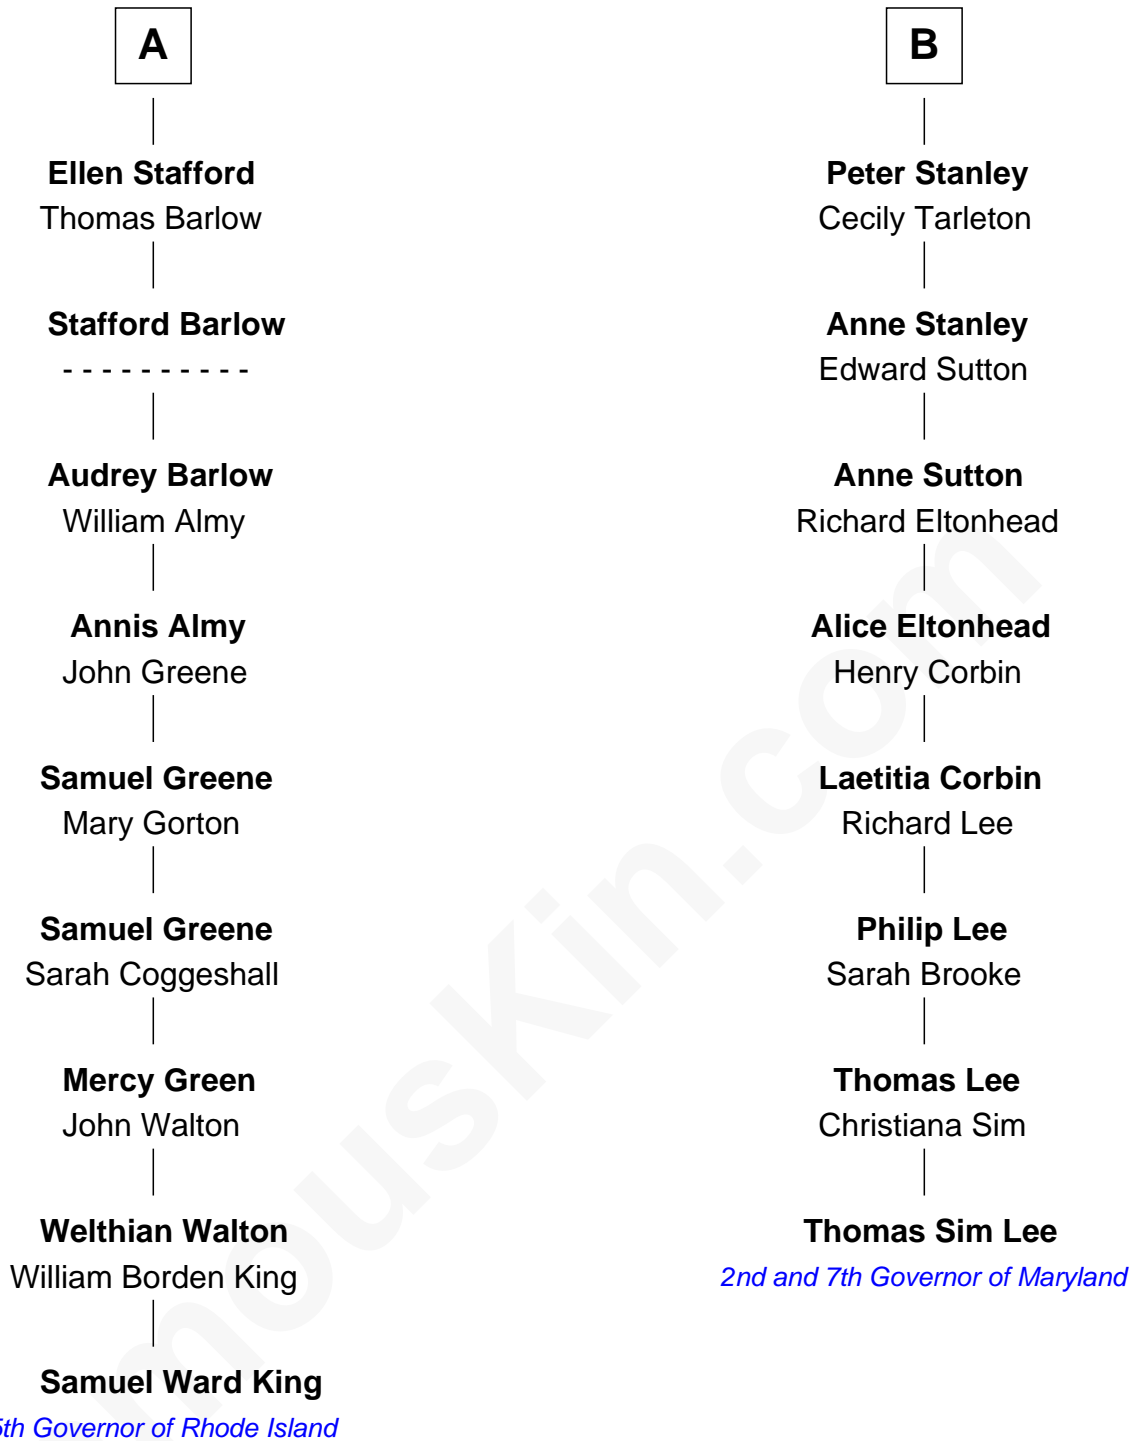 A
Ellen Stafford
Thomas Barlow
Stafford Barlow
- - - - - - - - - -
Audrey Barlow
William Almy
Annis Almy
John Greene
Samuel Greene
Mary Gorton
Samuel Greene
Sarah Coggeshall
Mercy Green
John Walton
Welthian Walton
William Borden King
Samuel Ward King
5th Governor of Rhode Island
B
Peter Stanley
Cecily Tarleton
Anne Stanley
Edward Sutton
Anne Sutton
Richard Eltonhead
Alice Eltonhead
Henry Corbin
Laetitia Corbin
Richard Lee
Philip Lee
Sarah Brooke
Thomas Lee
Christiana Sim
Thomas Sim Lee
2nd and 7th Governor of Maryland
mousKin.com